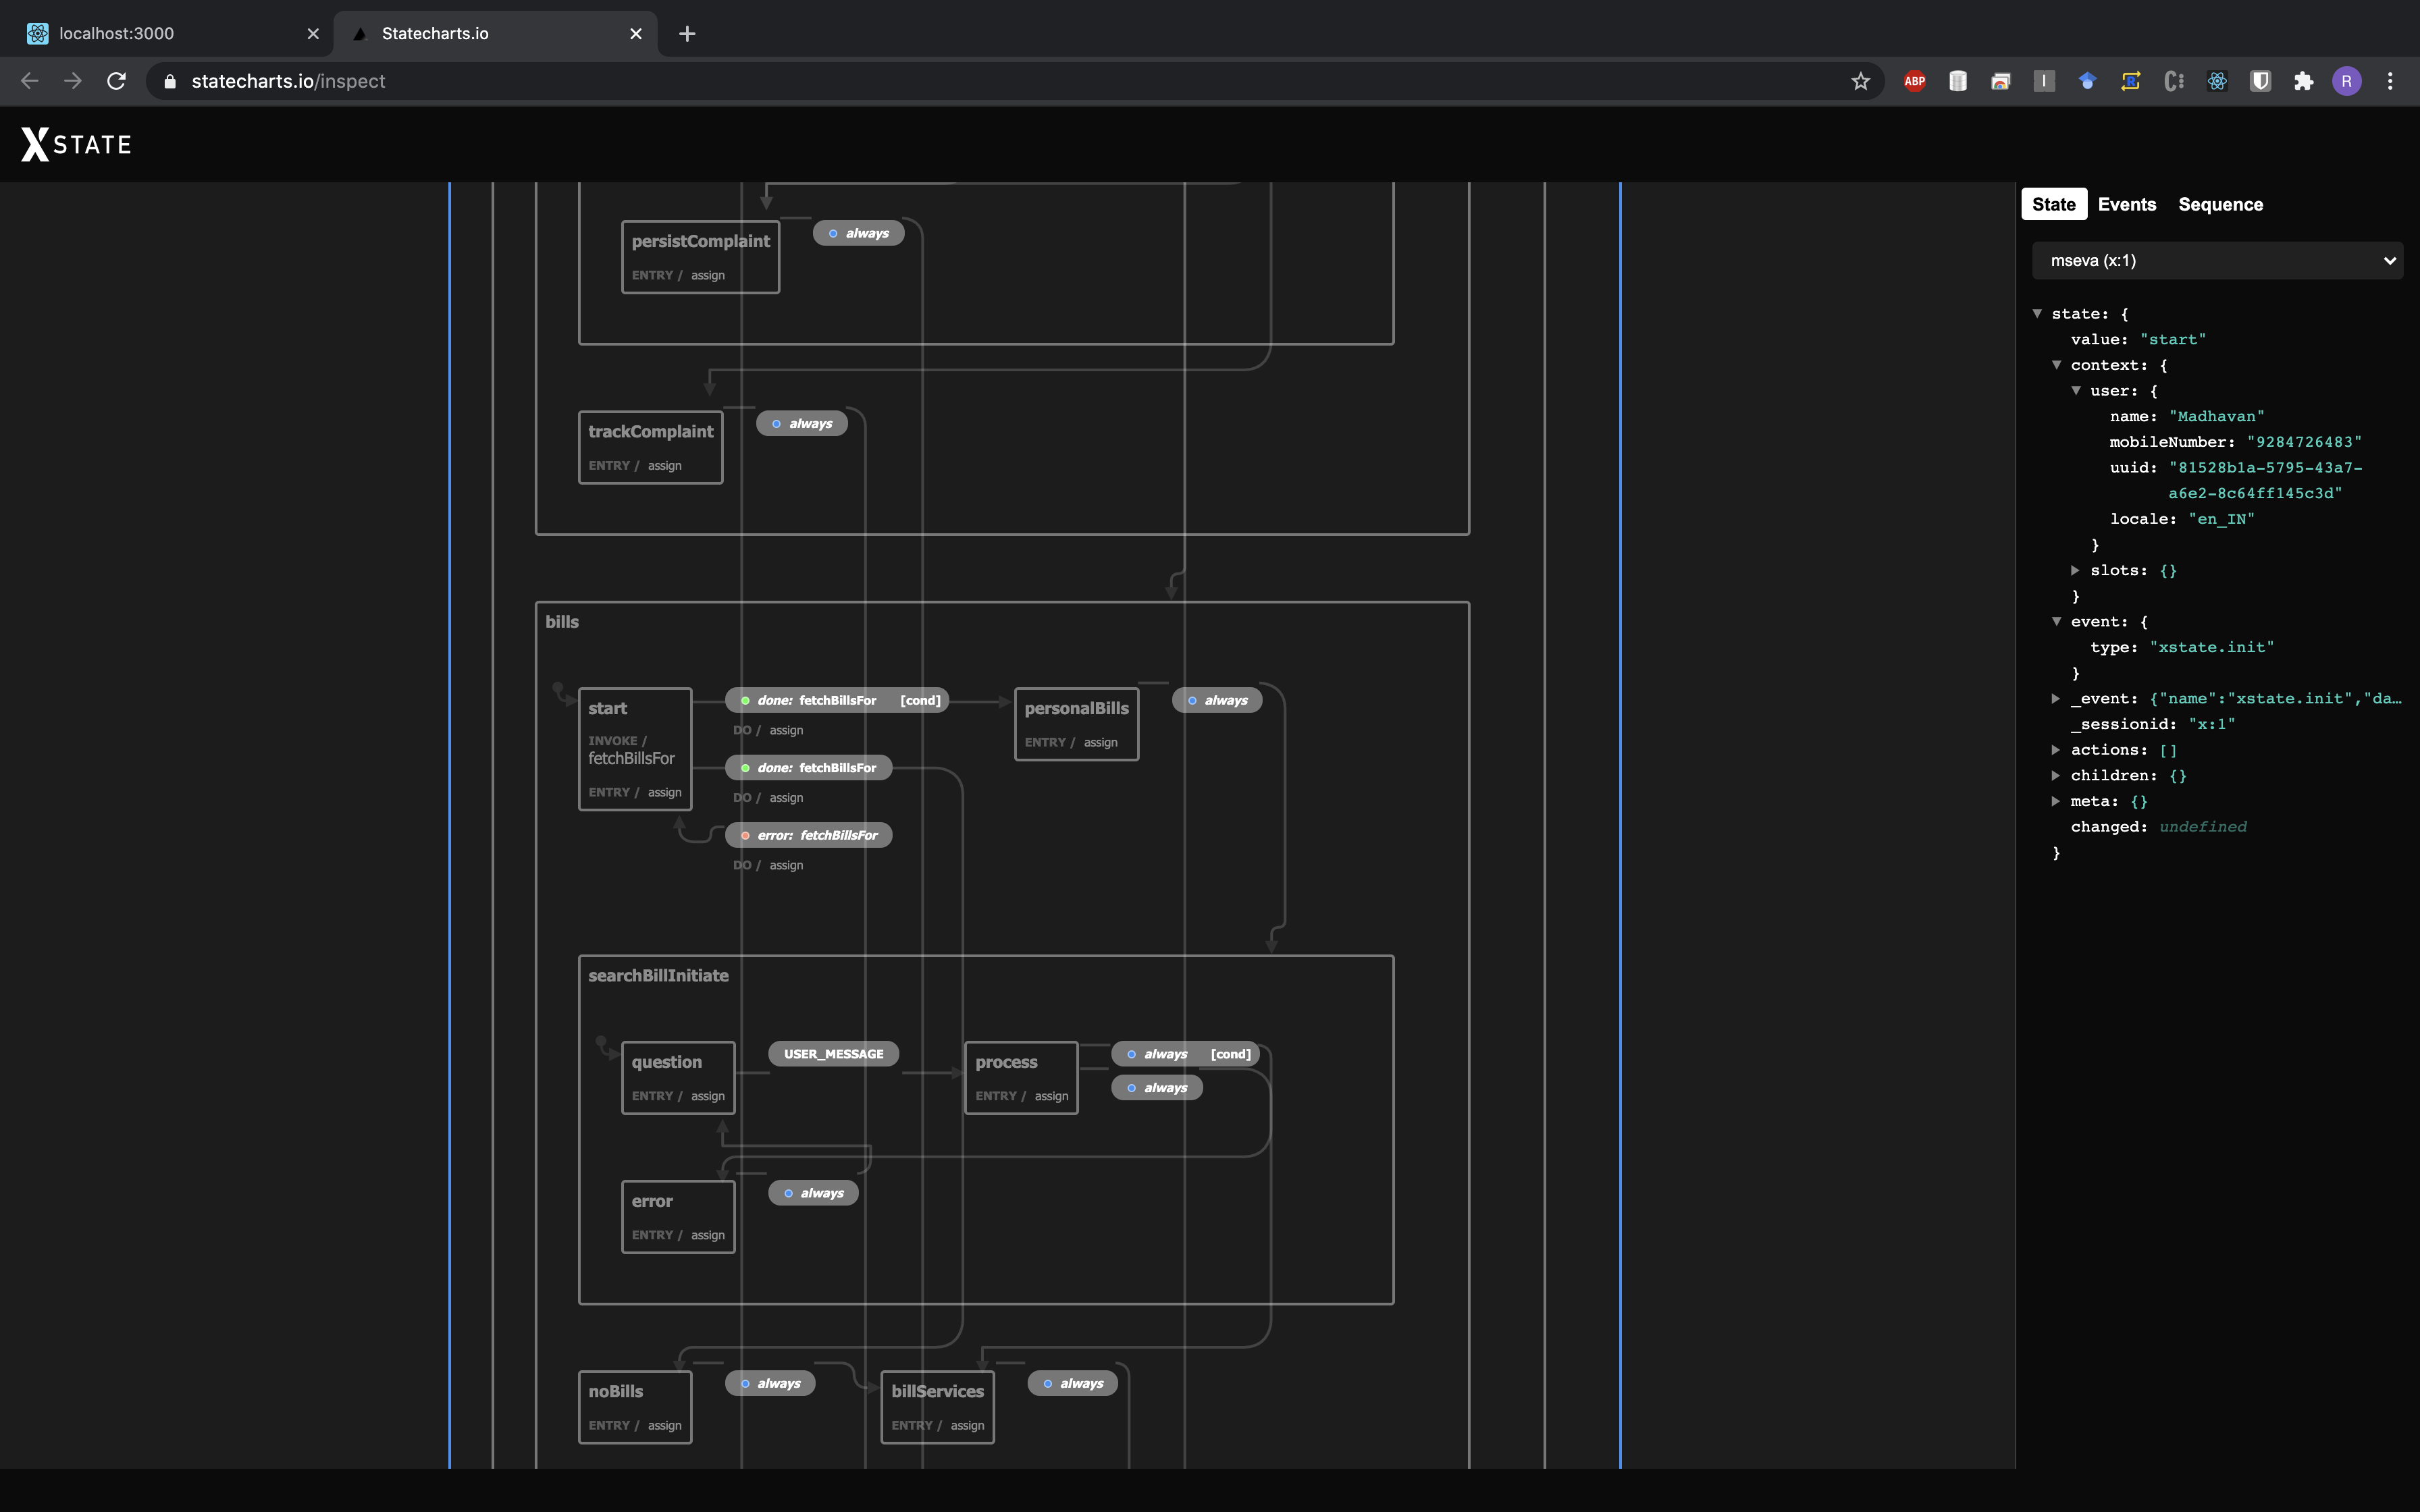 localhost:3000
Statecharts.io
statecharts.io/inspect
ABP
R
XSTATE
persistComplaint
ENTRY / assign
always
trackComplaint
ENTRY / assign
always
bills
start
INVOKE /
fetchBillsFor
ENTRY / assign
done: fetchBillsFor [cond]
DO / assign
done: fetchBillsFor
DO / assign
error: fetchBillsFor
DO / assign
personalBills
ENTRY / assign
always
searchBillInitiate
question
ENTRY / assign
USER_MESSAGE
process
ENTRY / assign
always [cond]
always
error
ENTRY / assign
always
noBills
ENTRY / assign
always
billServices
ENTRY / assign
always
State Events Sequence
mseva (x:1)
state: {
value: "start"
context: {
user: {
name: "Madhavan"
mobileNumber: "9284726483"
uuid: "81528b1a-5795-43a7-
a6e2-8c64ff145c3d"
locale: "en_IN"
}
slots: {}
}
event: {
type: "xstate.init"
}
_event: {"name":"xstate.init","da…
_sessionid: "x:1"
actions: []
children: {}
meta: {}
changed: undefined
}